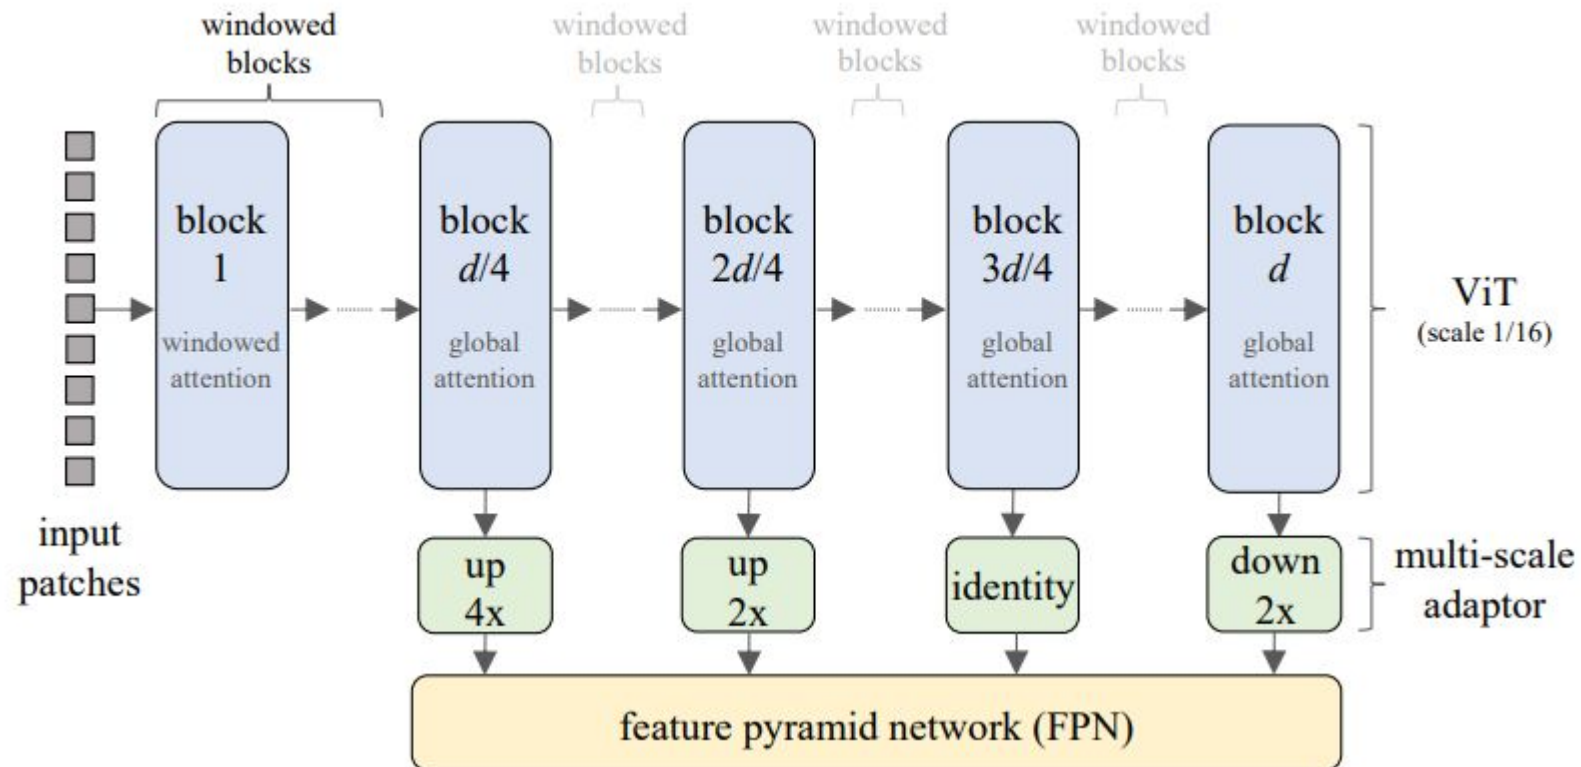 windowed
blocks
windowed
blocks
windowed
blocks
windowed
blocks
block
1
windowed
attention
block
d/4
global
attention
block
2d/4
global
attention
block
3d/4
global
attention
block
d
global
attention
ViT
(scale 1/16)
input
patches
up
4x
up
2x
identity
down
2x
multi-scale
adaptor
feature pyramid network (FPN)